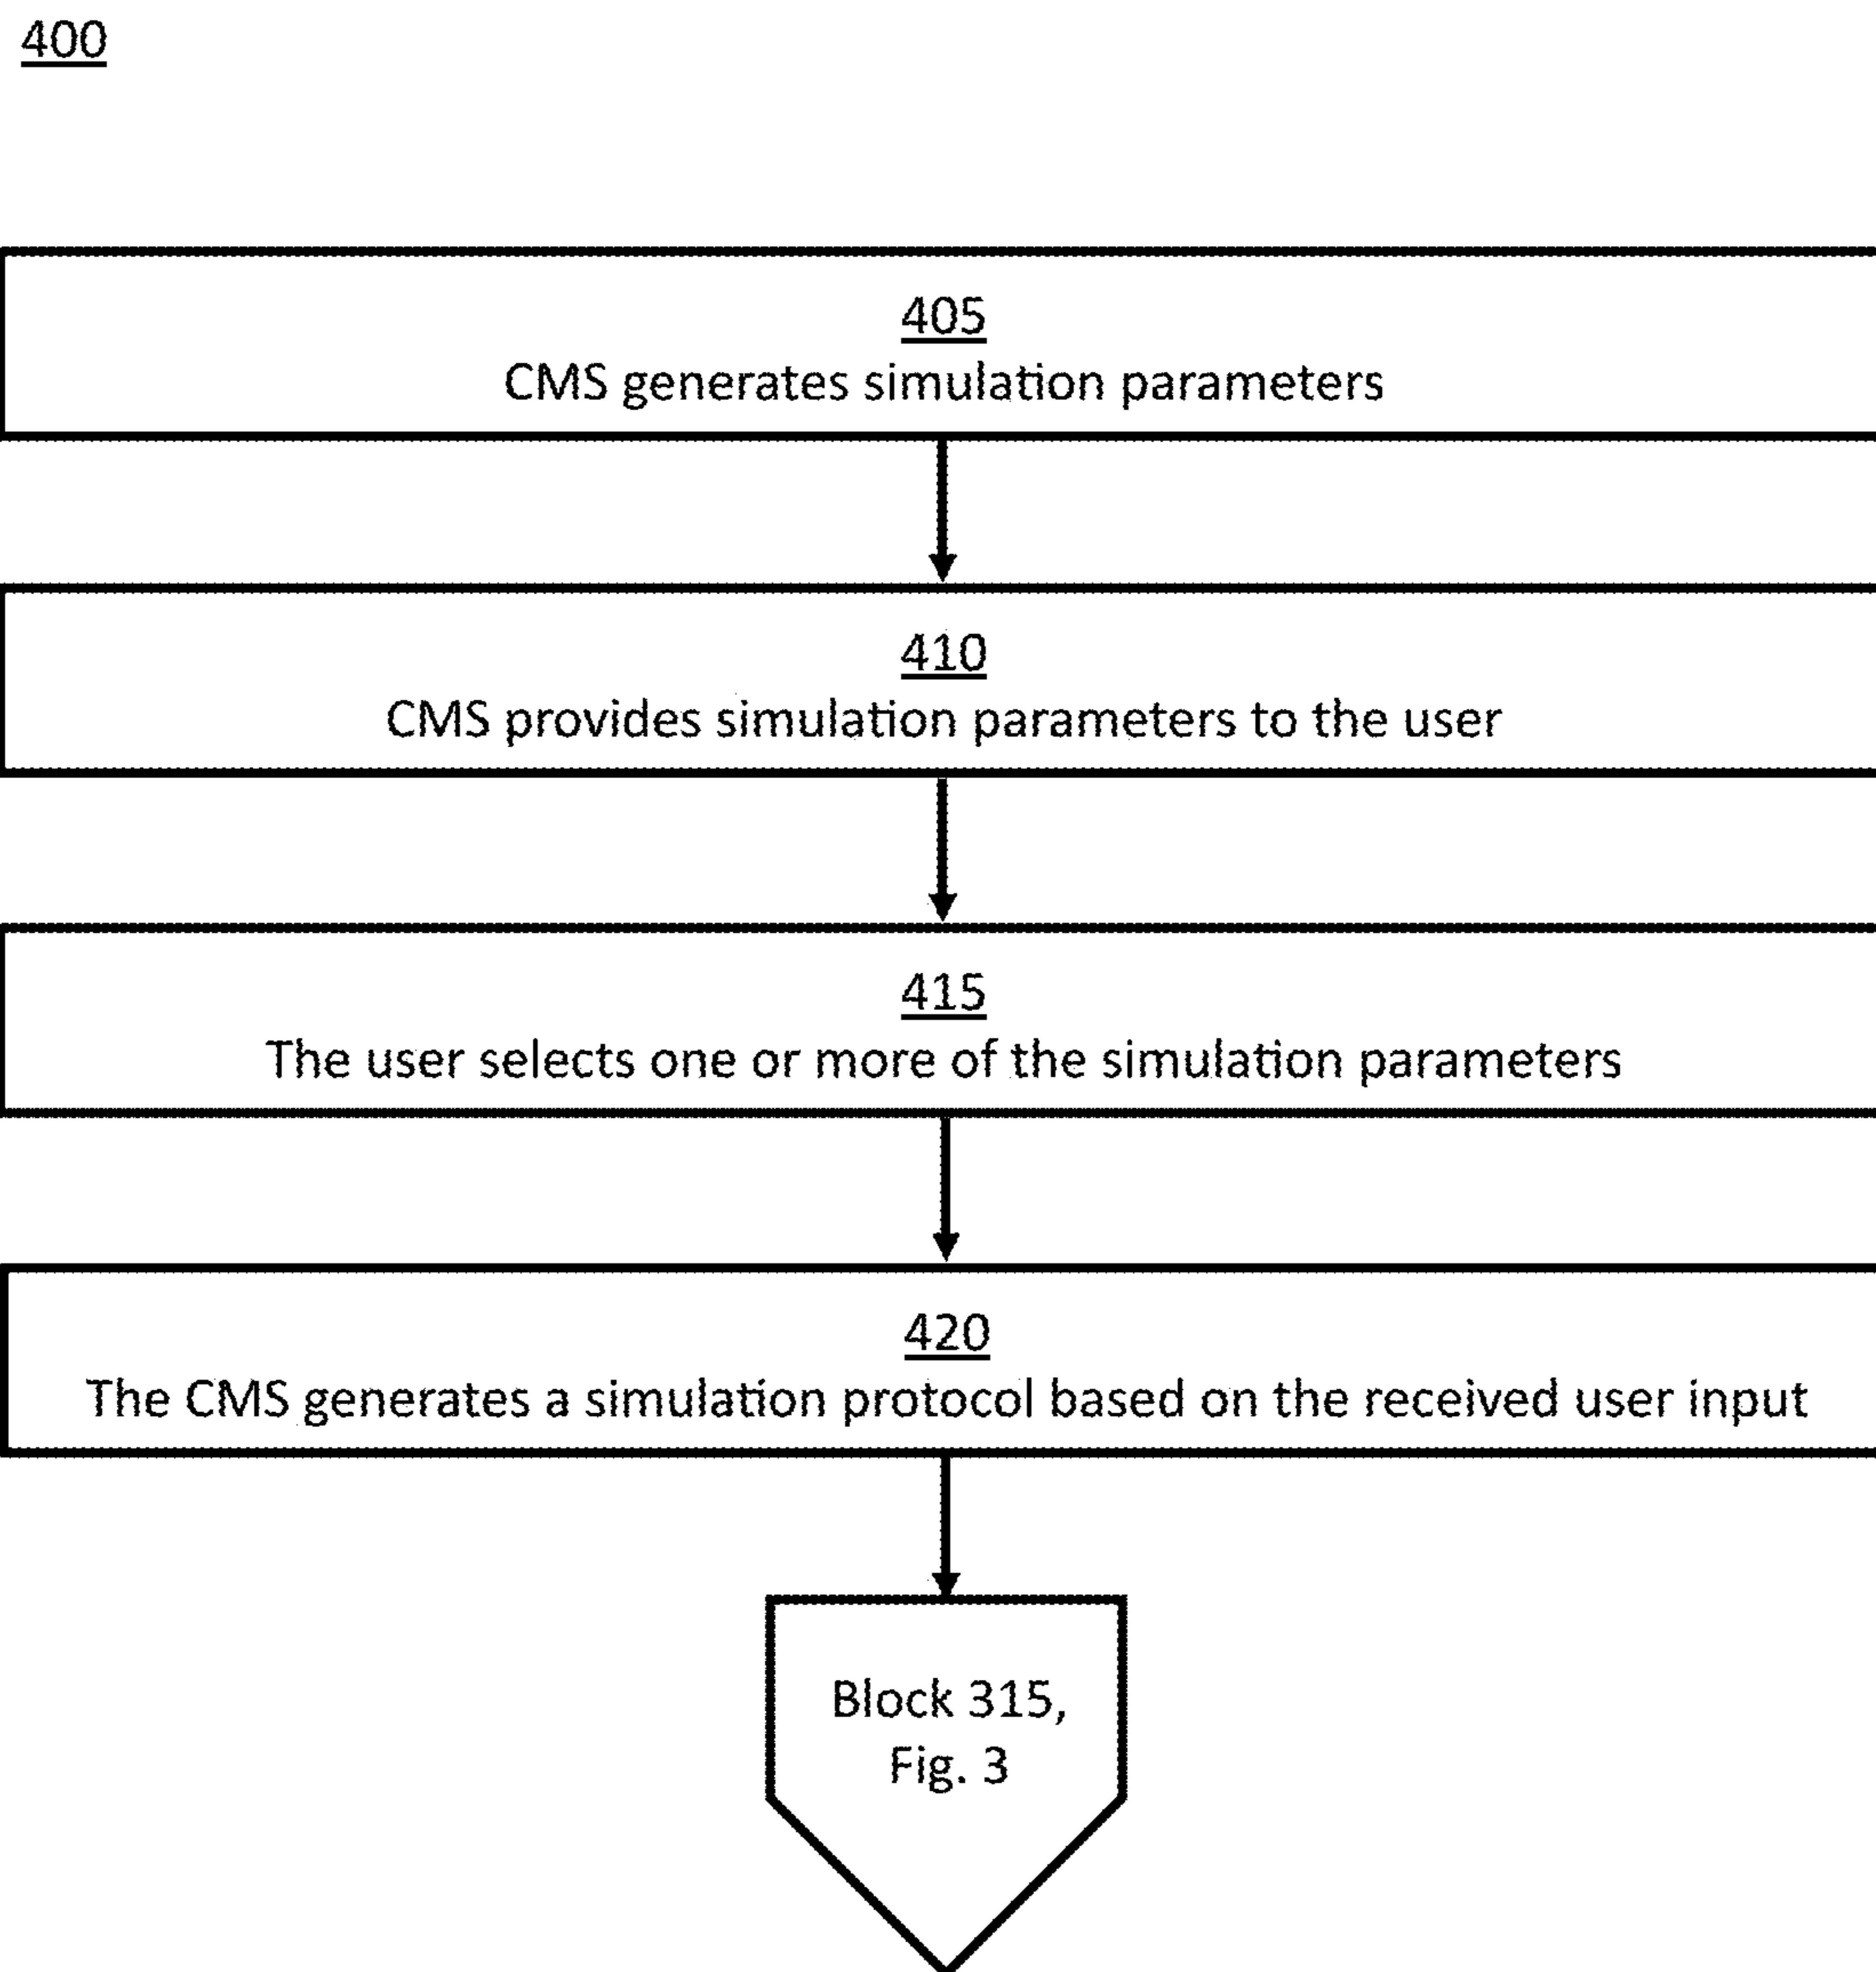 400
405
CMS generates simulation parameters
410
CMS provides simulation parameters to the user
415
The user selects one or more of the simulation parameters
420
The CMS generates a simulation protocol based on the received user input
Block 315,
Fig. 3